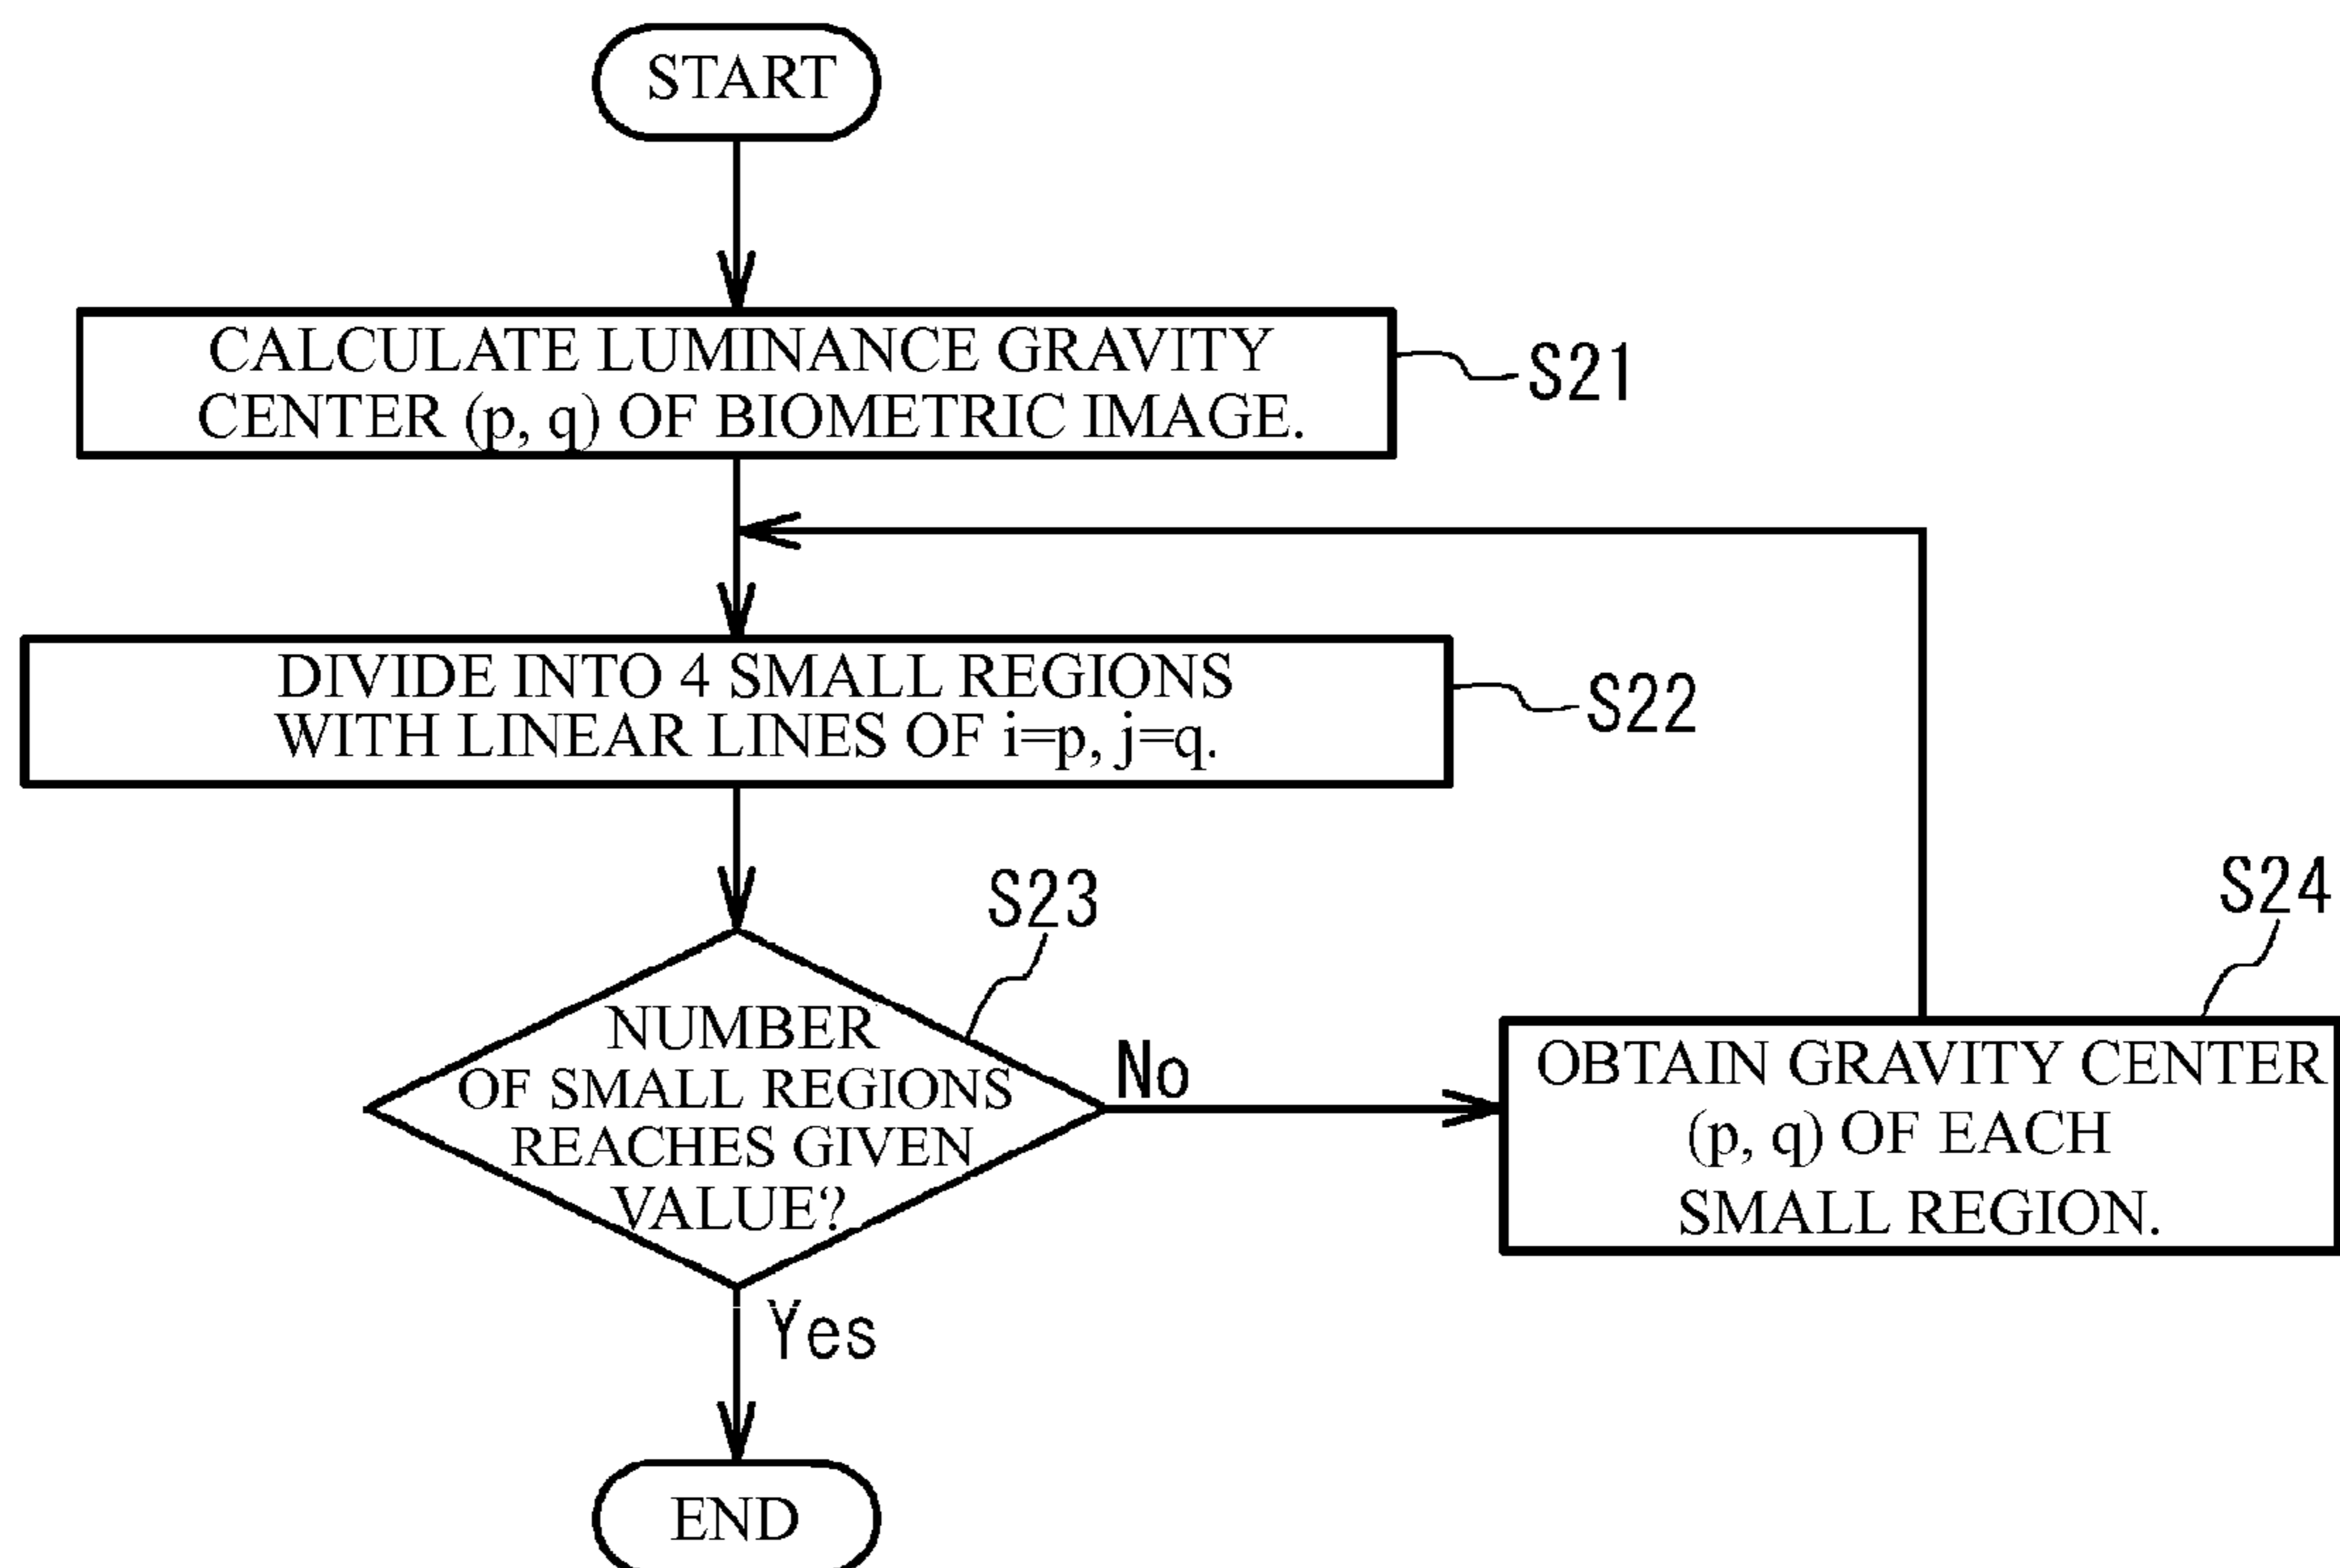 START
CALCULATE LUMINANCE GRAVITY
CENTER (p, q) OF BIOMETRIC IMAGE.
S21
DIVIDE INTO 4 SMALL REGIONS
WITH LINEAR LINES OF i=p, j=q.
S22
S23
NUMBER
OF SMALL REGIONS
REACHES GIVEN
VALUE?
No
S24
OBTAIN GRAVITY CENTER
(p, q) OF EACH
SMALL REGION.
Yes
END